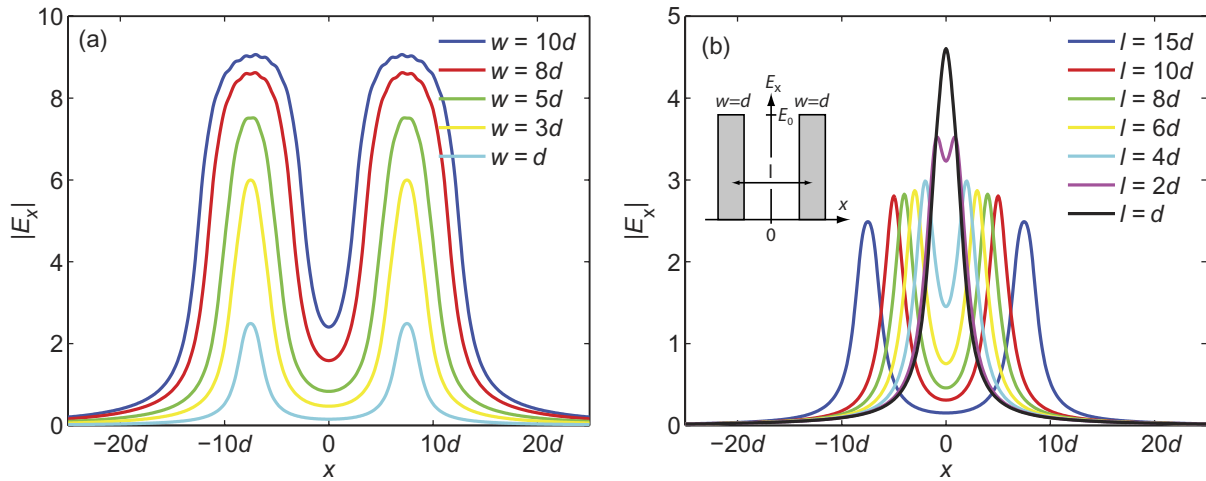 (a)
10
8
6
4
2
0
|Eₓ|
w = 10d
w = 8d
w = 5d
w = 3d
w = d
−20d −10d 0 10d 20d
x
(b)
5
4
3
2
1
0
|Eₓ|
l = 15d
l = 10d
l = 8d
l = 6d
l = 4d
l = 2d
l = d
Eₓ
w=d w=d
E₀
l
x
0
−20d −10d 0 10d 20d
x